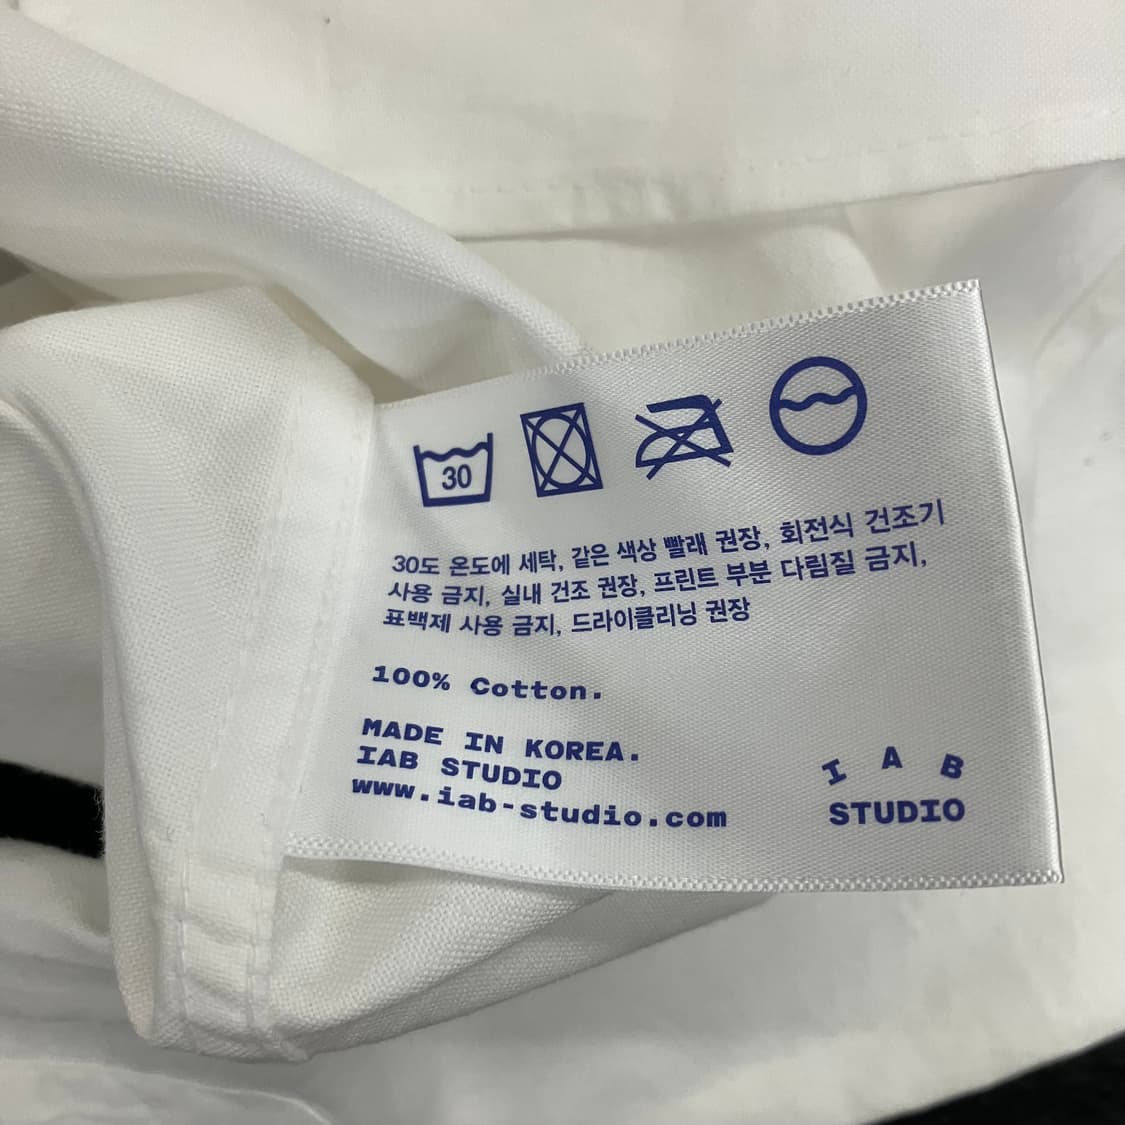 30
30도 온도에 세탁, 같은 색상 빨래 권장, 회전식 건조기
사용 금지, 실내 건조 권장, 프린트 부분 다림질 금지,
표백제 사용 금지, 드라이클리닝 권장
100% Cotton.
MADE IN KOREA.
IAB STUDIO
www.iab-studio.com
I A B
STUDIO